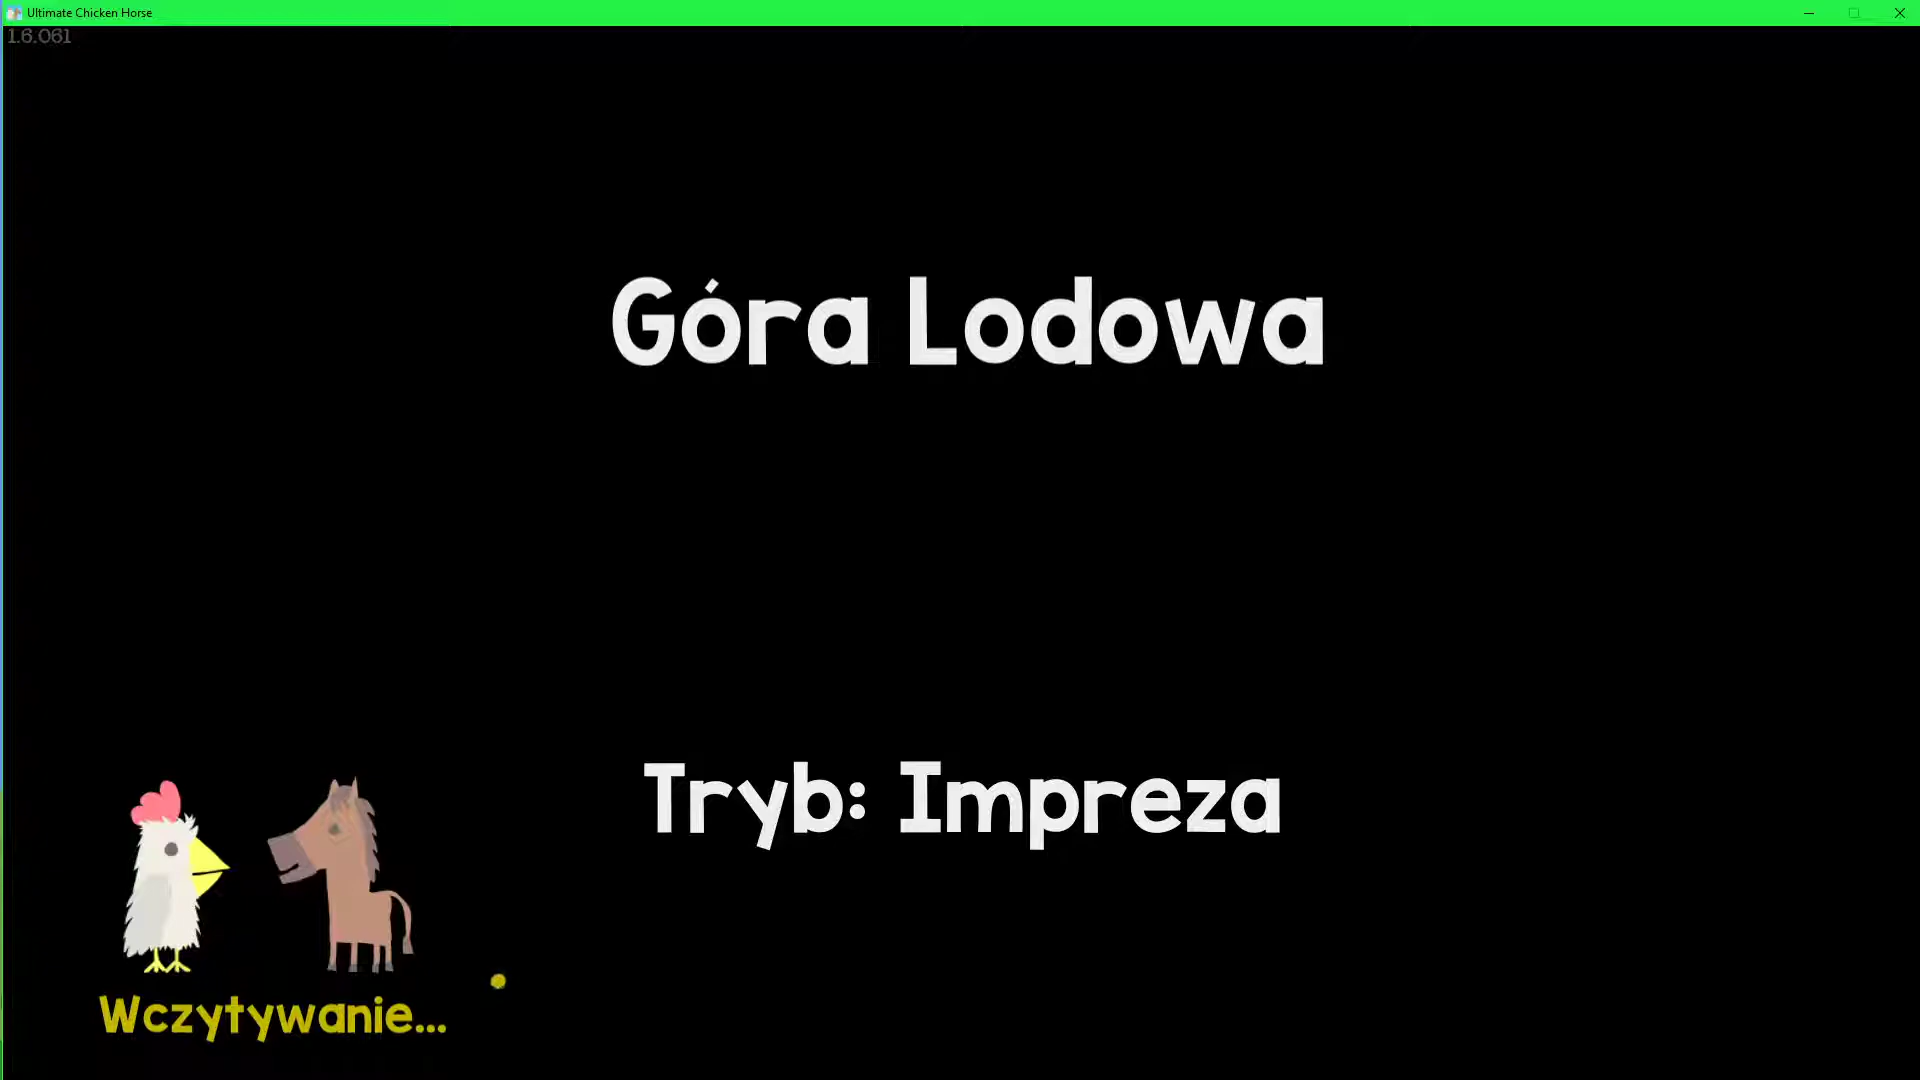 Ultimate Chicken Horse
1.6.061
Góra Lodowa
Tryb: Impreza
Wczytywanie...